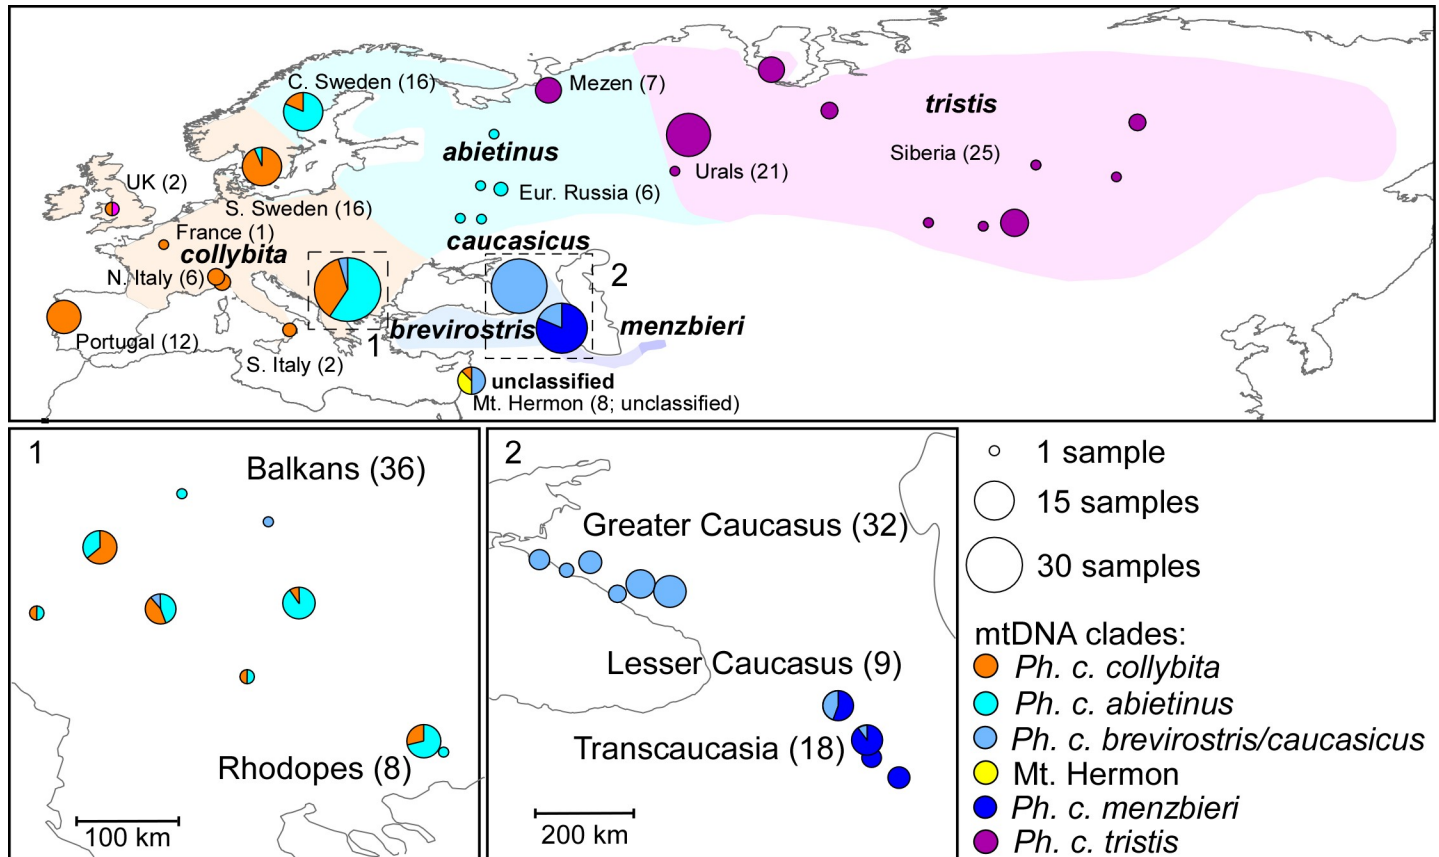 C. Sweden (16)
Mezen (7)
tristis
abietinus
Siberia (25)
Urals (21)
UK (2)
Eur. Russia (6)
S. Sweden (16)
France (1)
caucasicus
collybita
N. Italy (6)
2
brevirostris
menzbieri
Portugal (12)
1
S. Italy (2)
unclassified
Mt. Hermon (8; unclassified)
1
Balkans (36)
Rhodopes (8)
100 km
2
Greater Caucasus (32)
Lesser Caucasus (9)
Transcaucasia (18)
200 km
1 sample
15 samples
30 samples
mtDNA clades:
Ph. c. collybita
Ph. c. abietinus
Ph. c. brevirostris/caucasicus
Mt. Hermon
Ph. c. menzbieri
Ph. c. tristis